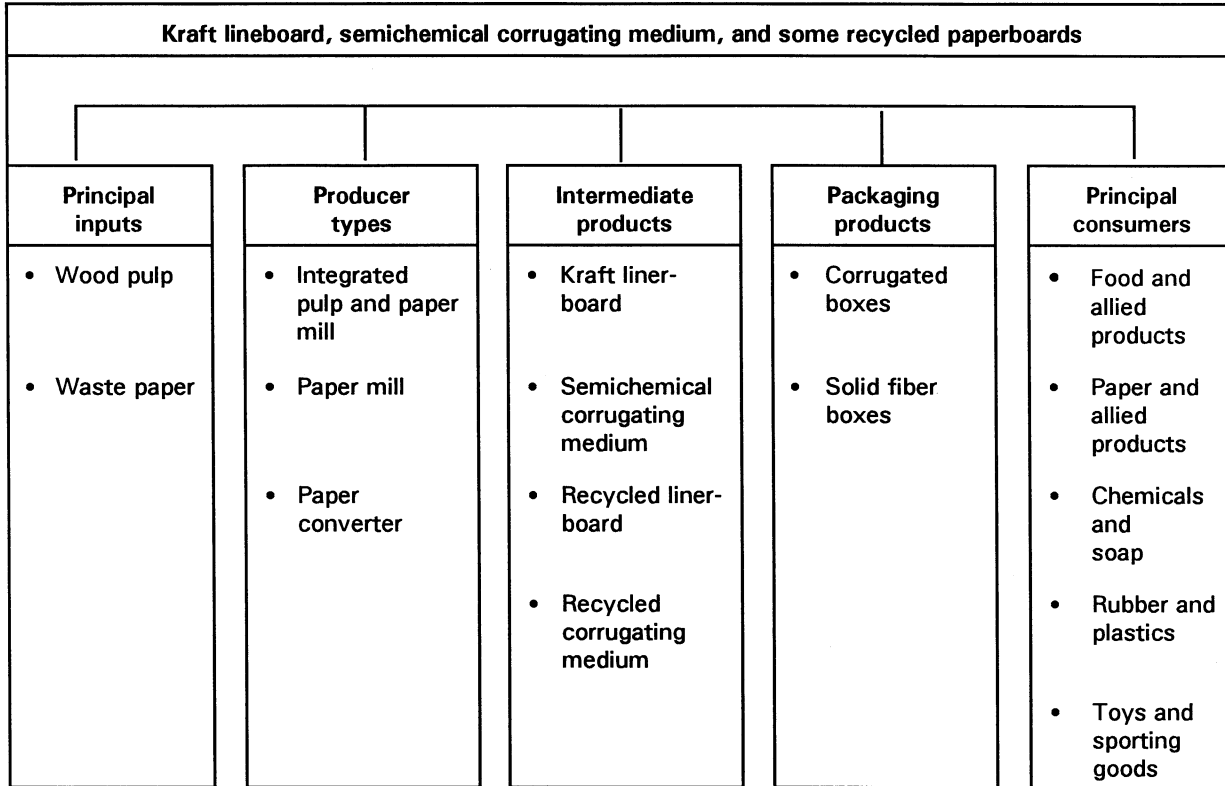 Kraft lineboard, semichemical corrugating medium, and some recycled paperboards
Principal
inputs
• Wood pulp
• Waste paper
Producer
types
• Integrated
pulp and paper
mill
• Paper mill
• Paper
converter
Intermediate
products
• Kraft liner-
board
• Semichemical
corrugating
medium
• Recycled liner-
board
• Recycled
corrugating
medium
Packaging
products
• Corrugated
boxes
• Solid fiber
boxes
Principal
consumers
• Food and
allied
products
• Paper and
allied
products
• Chemicals
and
soap
• Rubber and
plastics
• Toys and
sporting
goods